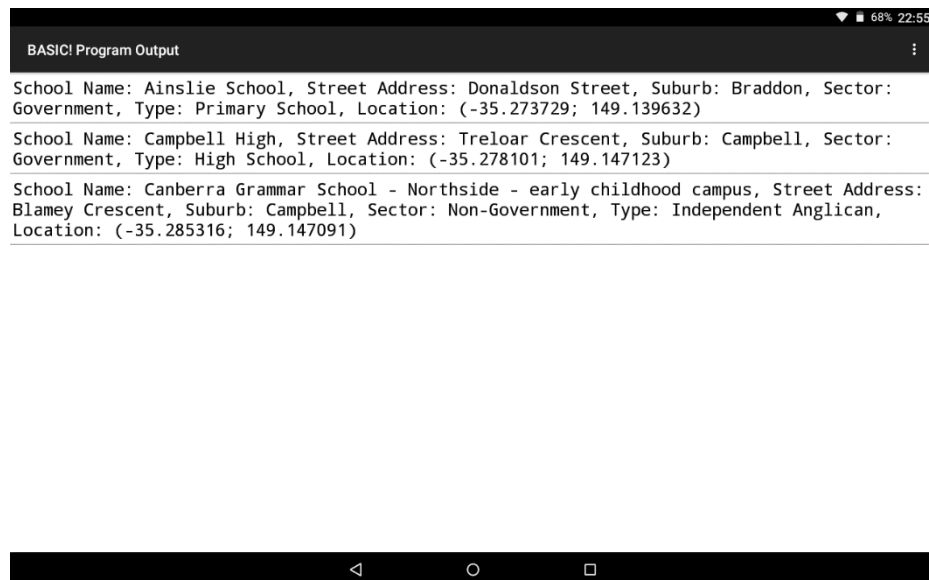 68% 22:55
BASIC! Program Output
School Name: Ainslie School, Street Address: Donaldson Street, Suburb: Braddon, Sector:
Government, Type: Primary School, Location: (-35.273729; 149.139632)
School Name: Campbell High, Street Address: Treloar Crescent, Suburb: Campbell, Sector:
Government, Type: High School, Location: (-35.278101; 149.147123)
School Name: Canberra Grammar School - Northside - early childhood campus, Street Address:
Blamey Crescent, Suburb: Campbell, Sector: Non-Government, Type: Independent Anglican,
Location: (-35.285316; 149.147091)